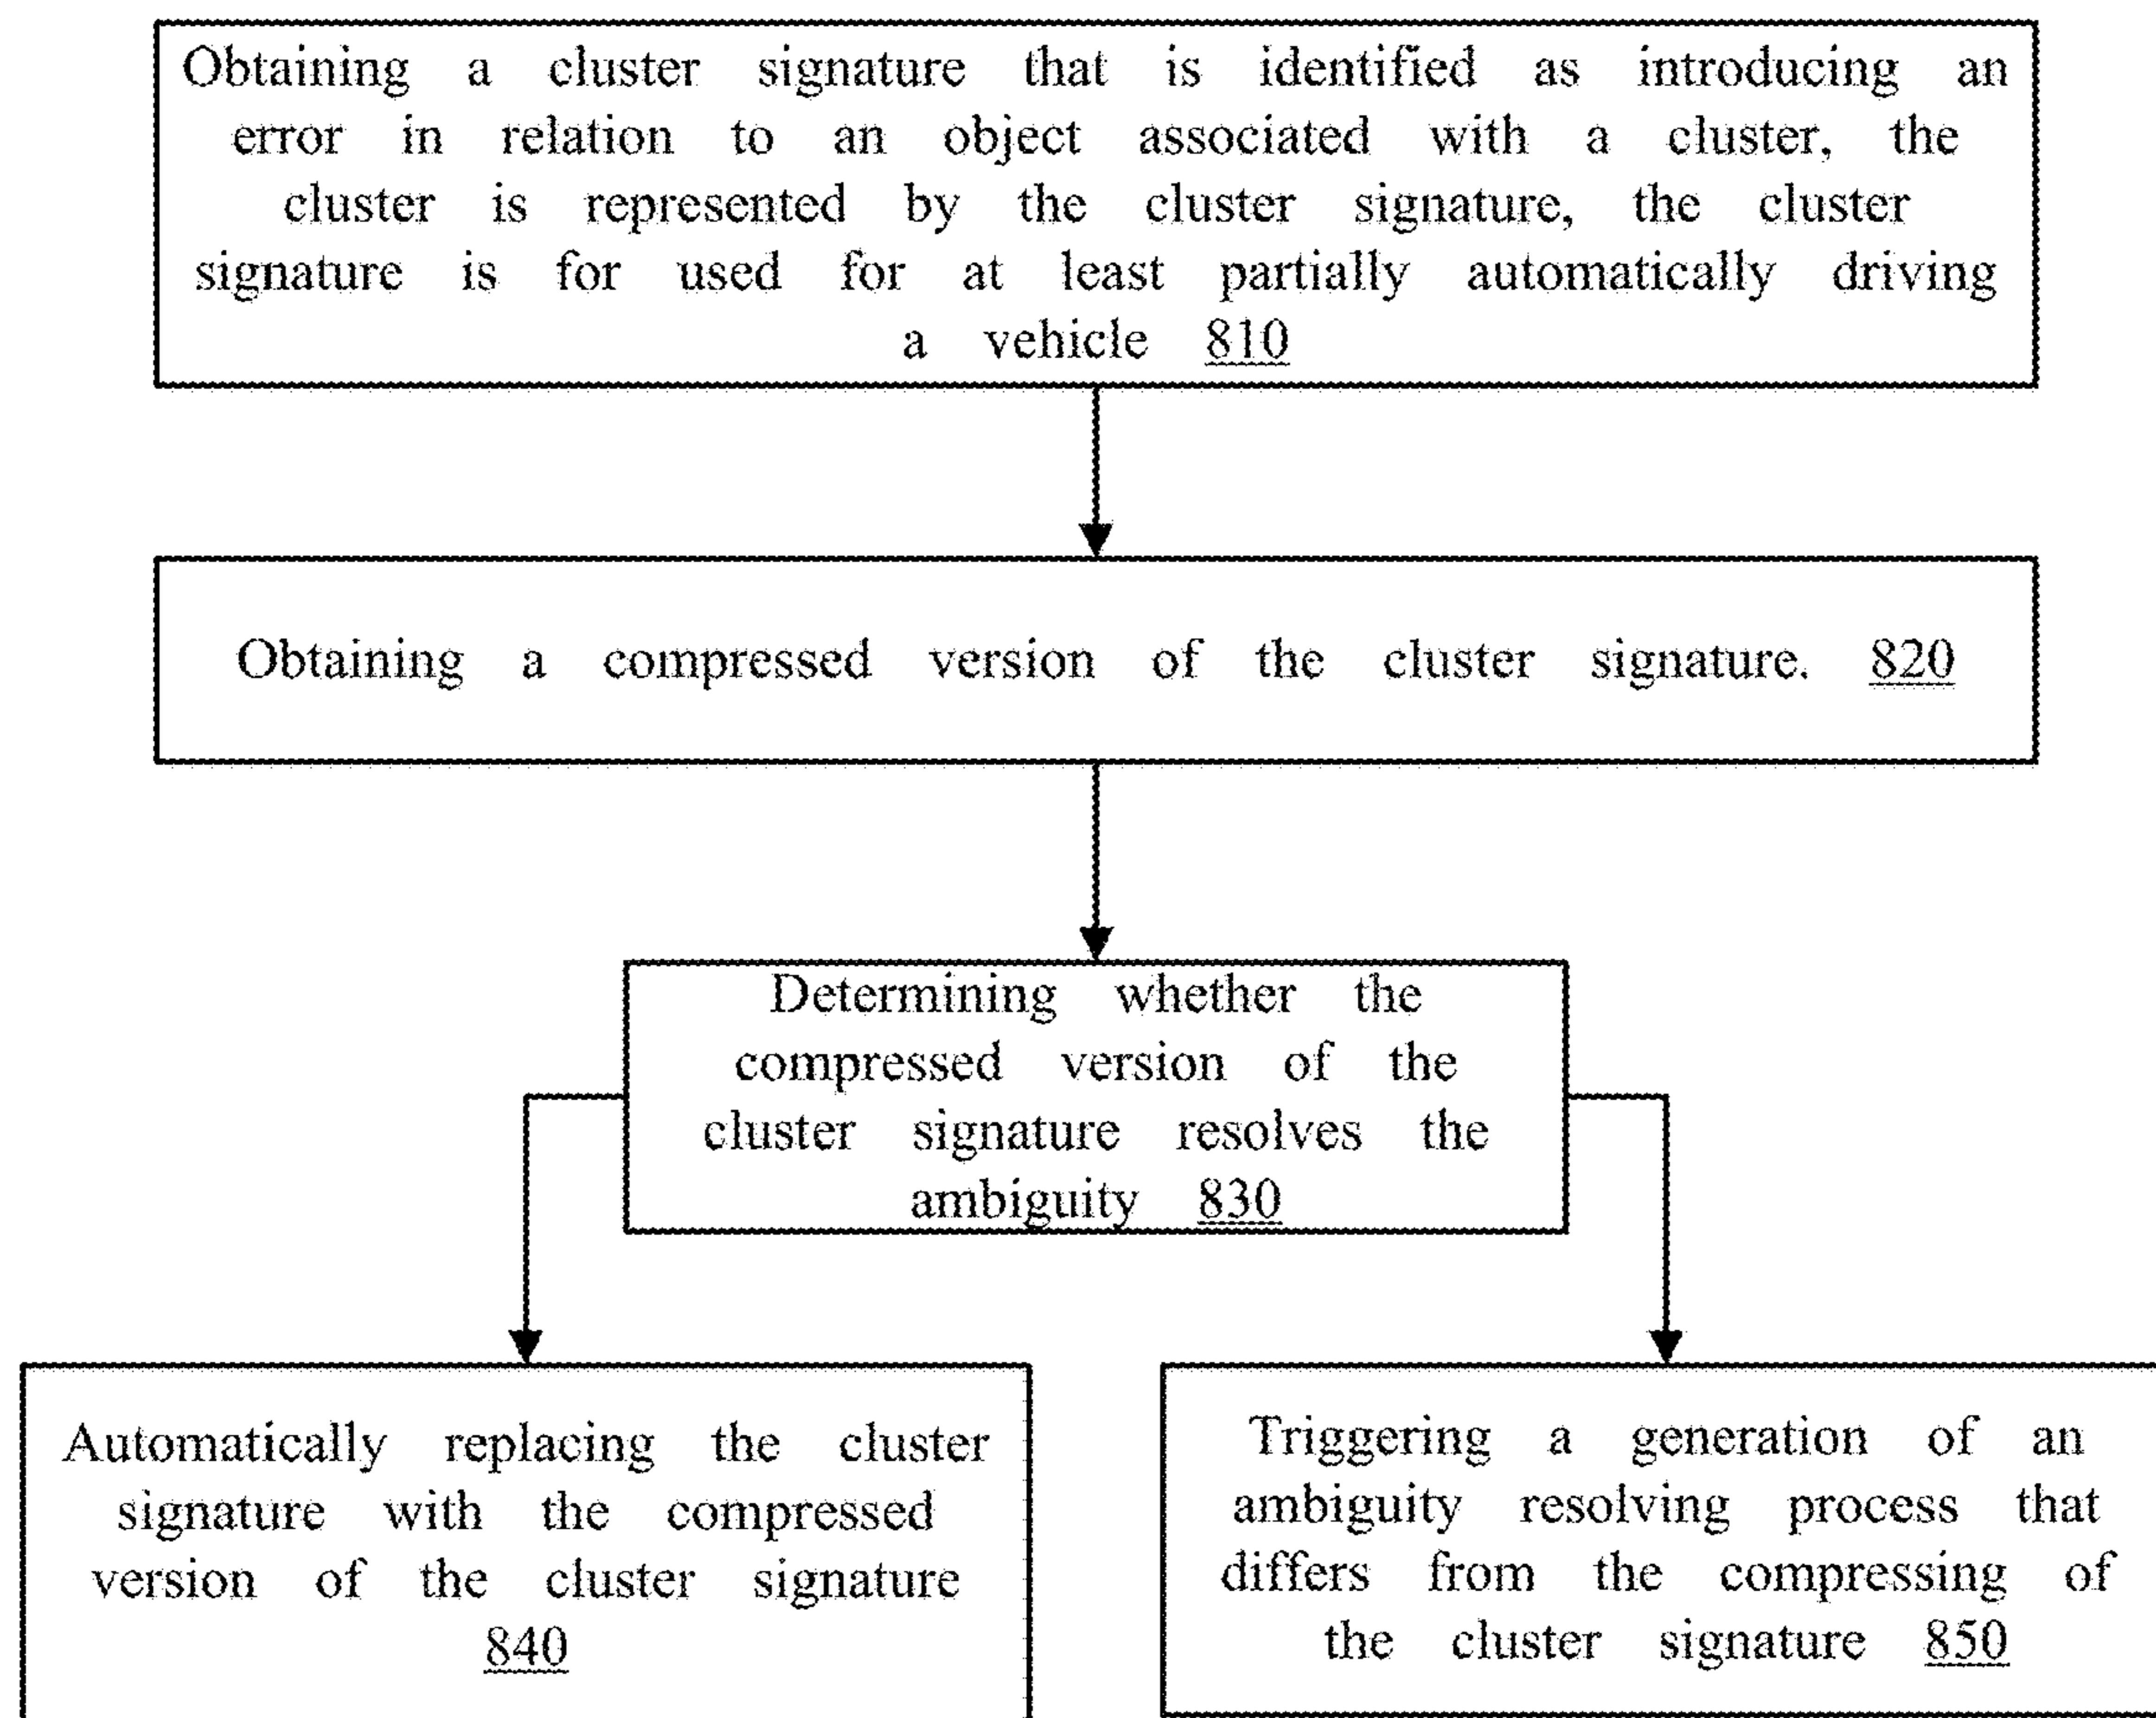 Obtaining a cluster signature that is identified as introducing an
error in relation to an object associated with a cluster, the
cluster is represented by the cluster signature, the cluster
signature is for used for at least partially automatically driving
a vehicle 810
Obtaining a compressed version of the cluster signature. 820
Determining whether the
compressed version of the
cluster signature resolves the
ambiguity 830
Automatically replacing the cluster
signature with the compressed
version of the cluster signature
840
Triggering a generation of an
ambiguity resolving process that
differs from the compressing of
the cluster signature 850